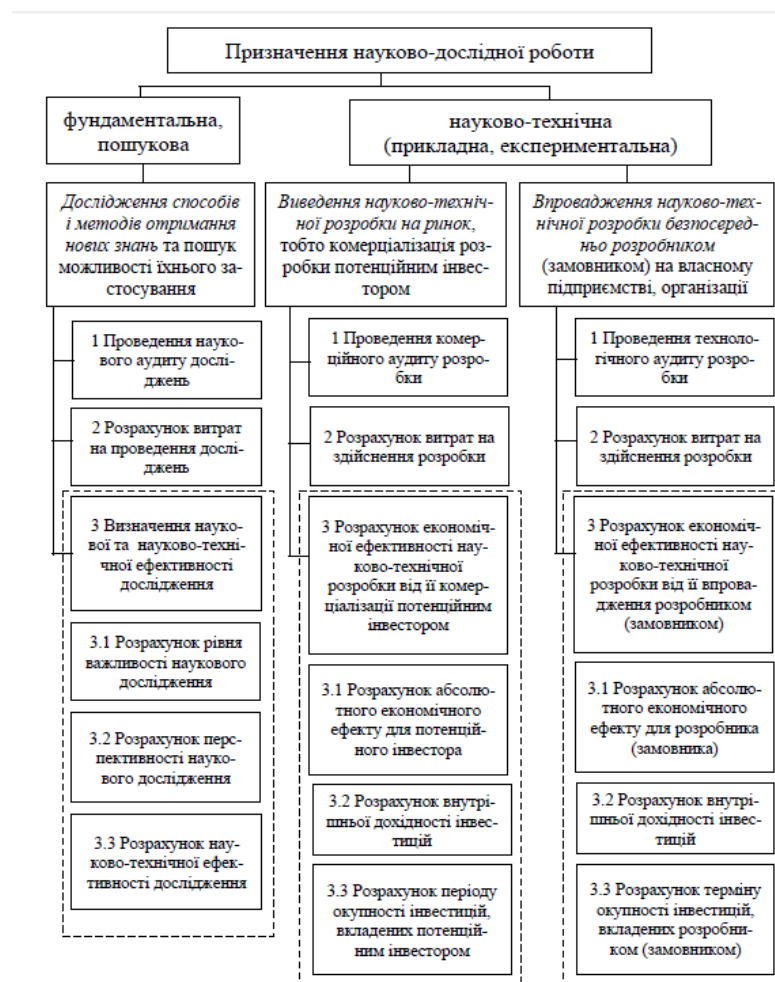 Призначення науково-дослідної роботи
фундаментальна,
пошукова
науково-технічна
(прикладна, експериментальна)
Дослідження способів
і методів отримання
нових знань та пошук
можливості їхнього за-
стосування
1 Проведення науко-
вого аудиту дослі-
джень
2 Розрахунок витрат
на проведення дослі-
джень
3 Визначення науко-
вої та науково-техні-
чної ефективності
дослідження
3.1 Розрахунок рівня
важливості наукового
дослідження
3.2 Розрахунок перс-
пективності науко-
вого дослідження
3.3 Розрахунок нау-
ково-технічної ефек-
тивності дослідження
Виведення науково-техніч-
ної розробки на ринок,
тобто комерціалізація роз-
робки потенційним інвес-
тором
1 Проведення комер-
ційного аудиту розро-
бки
2 Розрахунок витрат на
здійснення розробки
3 Розрахунок економіч-
ної ефективності нау-
ково-технічної
розробки від її комер-
ціалізації потенційним
інвестором
3.1 Розрахунок абсолю-
тного економічного
ефекту для потенцій-
ного інвестора
3.2 Розрахунок внутрі-
шньої дохідності інвес-
тицій
3.3 Розрахунок періоду
окупності інвестицій,
вкладених потенцій-
ним інвестором
Впровадження науково-тех-
нічної розробки безпосеред-
ньо розробником
(замовником) на власному
підприємстві, організації
1 Проведення техноло-
гічного аудиту розро-
бки
2 Розрахунок витрат на
здійснення розробки
3 Розрахунок економіч-
ної ефективності нау-
ково-технічної
розробки від її впро-
вадження розробником
(замовником)
3.1 Розрахунок абсолю-
тного економічного
ефекту для розробника
(замовника)
3.2 Розрахунок внутрі-
шньої дохідності інвес-
тицій
3.3 Розрахунок терміну
окупності інвестицій,
вкладених розробни-
ком (замовником)